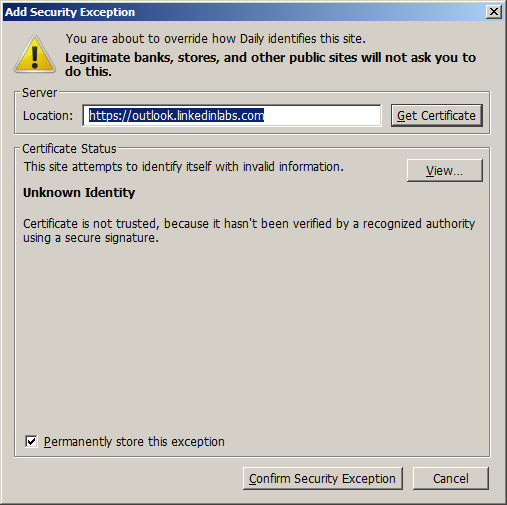 Add Security Exception
You are about to override how Daily identifies this site.
Legitimate banks, stores, and other public sites will not ask you to
do this.
Server
Location: https://outlook.linkedinlabs.com Get Certificate
Certificate Status
This site attempts to identify itself with invalid information. View...
Unknown Identity
Certificate is not trusted, because it hasn't been verified by a recognized authority
using a secure signature.
Permanently store this exception
Confirm Security Exception Cancel